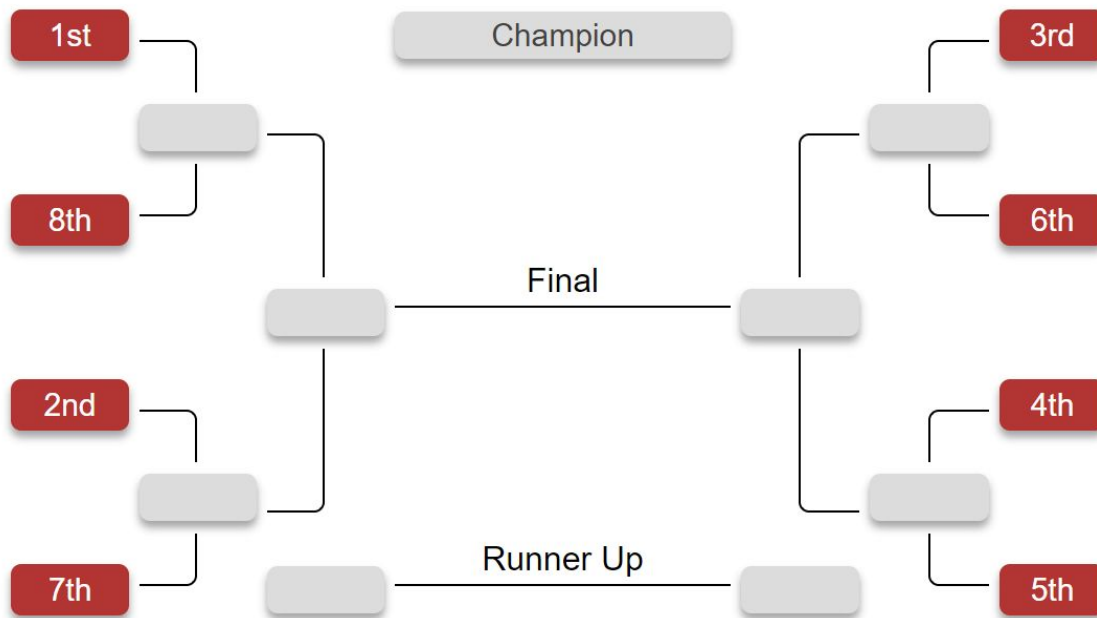 1st
Champion
3rd
8th
6th
Final
2nd
4th
Runner Up
7th
5th